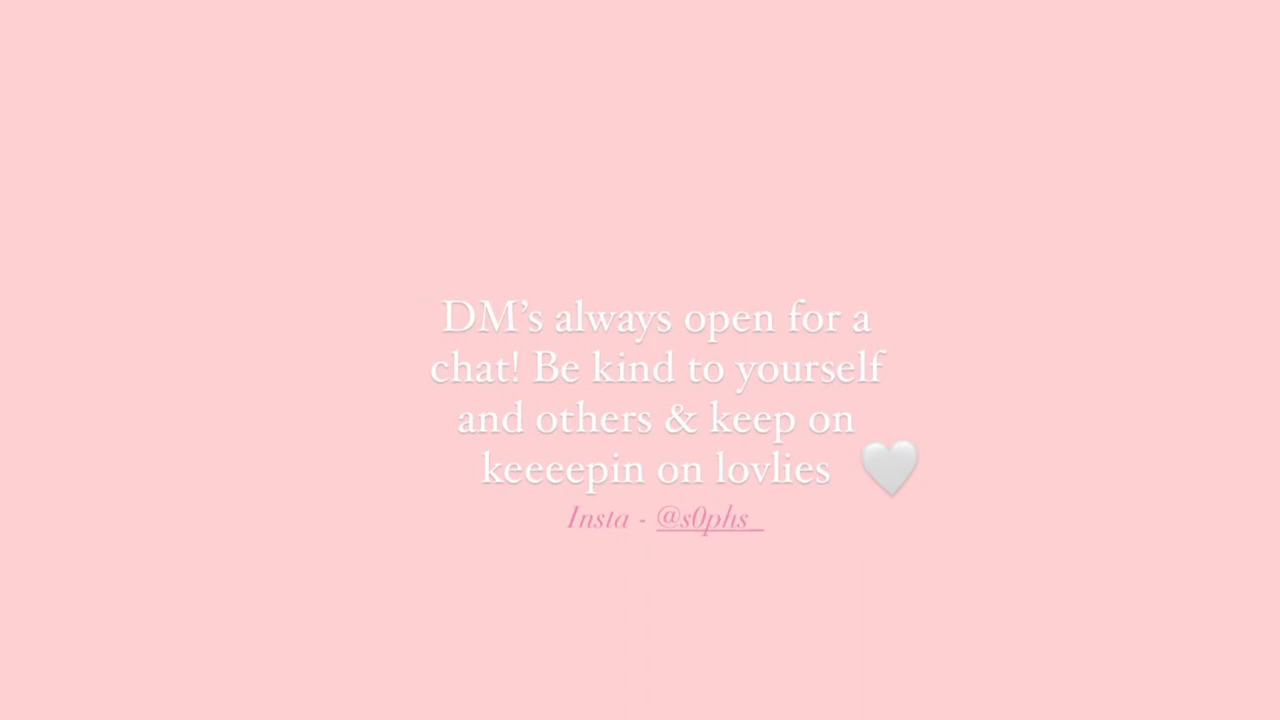 DM’s always open for a
chat! Be kind to yourself
and others & keep on
keeeepin on lovlies 🤍
Insta - @s0phs_